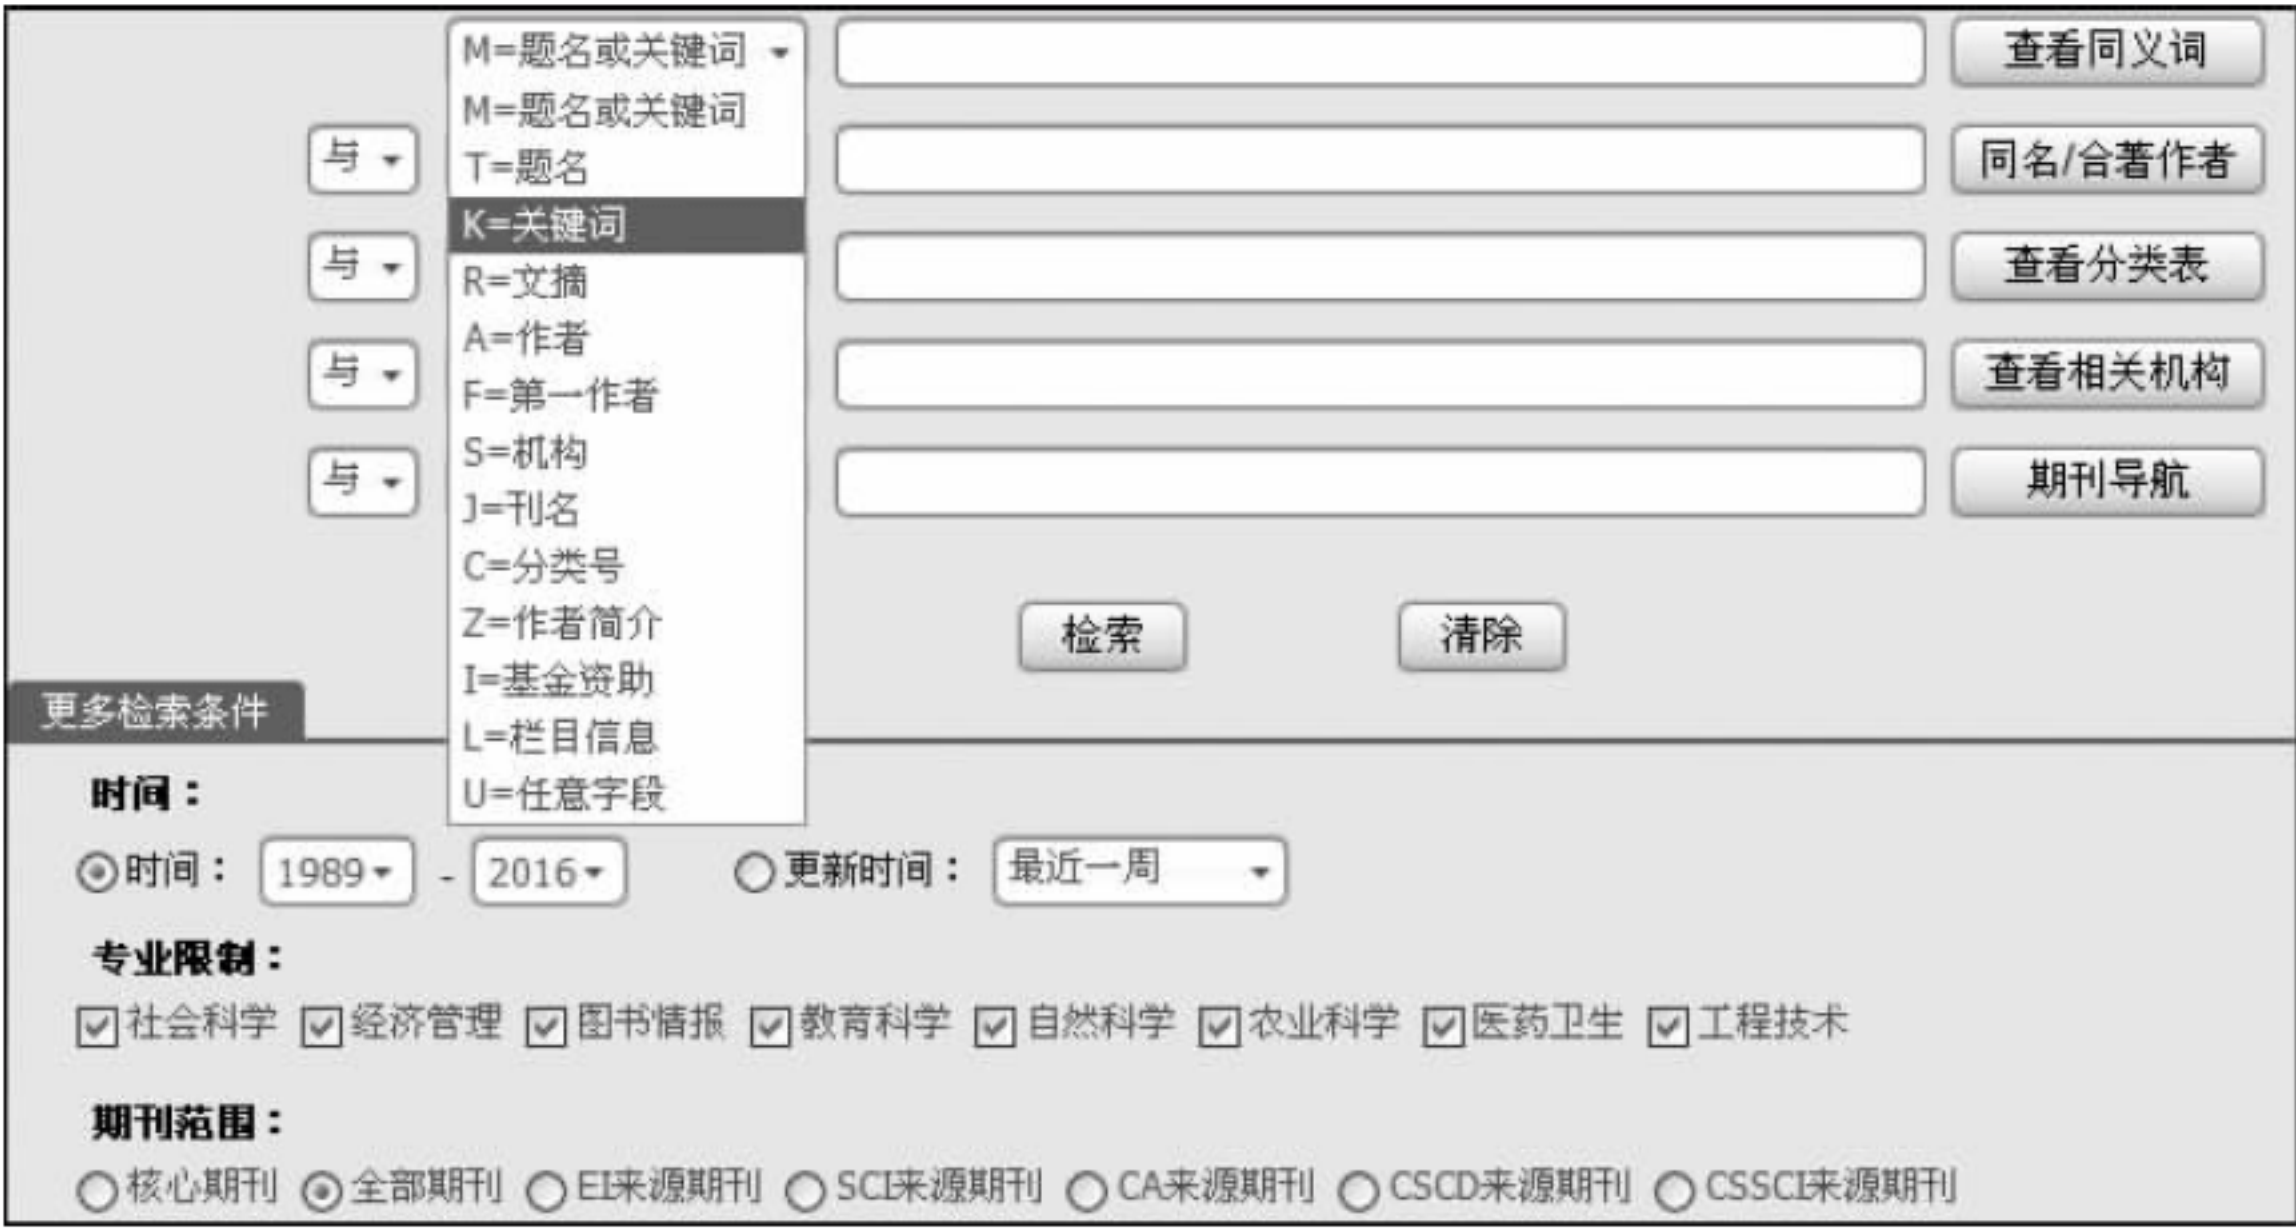 M=题名或关键词 查看同义词
M=题名或关键词
与 T=题名 同名/合著作者
K=关键词
与 R=文摘 查看分类表
A=作者
与 F=第一作者 查看相关机构
S=机构
与 J=刊名 期刊导航
C=分类号
Z=作者简介 检索 清除
I=基金资助
更多检索条件
L=栏目信息
时间：
U=任意字段
时间： 1989 - 2016 更新时间： 最近一周
专业限制：
社会科学 经济管理 图书情报 教育科学 自然科学 农业科学 医药卫生 工程技术
期刊范围：
核心期刊 全部期刊 EI来源期刊 SCI来源期刊 CA来源期刊 CSCD来源期刊 CSSCI来源期刊